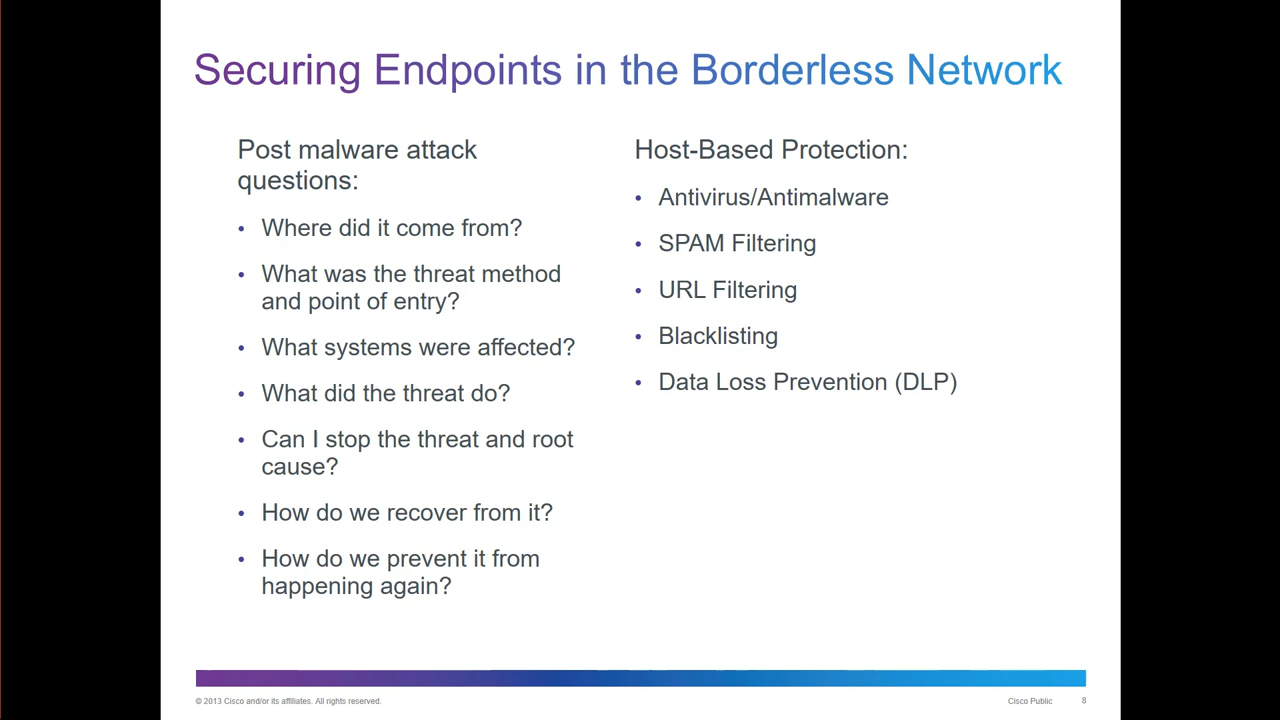 Securing Endpoints in the Borderless Network
Post malware attack
questions:
• Where did it come from?
• What was the threat method
and point of entry?
• What systems were affected?
• What did the threat do?
• Can I stop the threat and root
cause?
• How do we recover from it?
• How do we prevent it from
happening again?
Host-Based Protection:
• Antivirus/Antimalware
• SPAM Filtering
• URL Filtering
• Blacklisting
• Data Loss Prevention (DLP)
© 2013 Cisco and/or its affiliates. All rights reserved.
Cisco Public
8